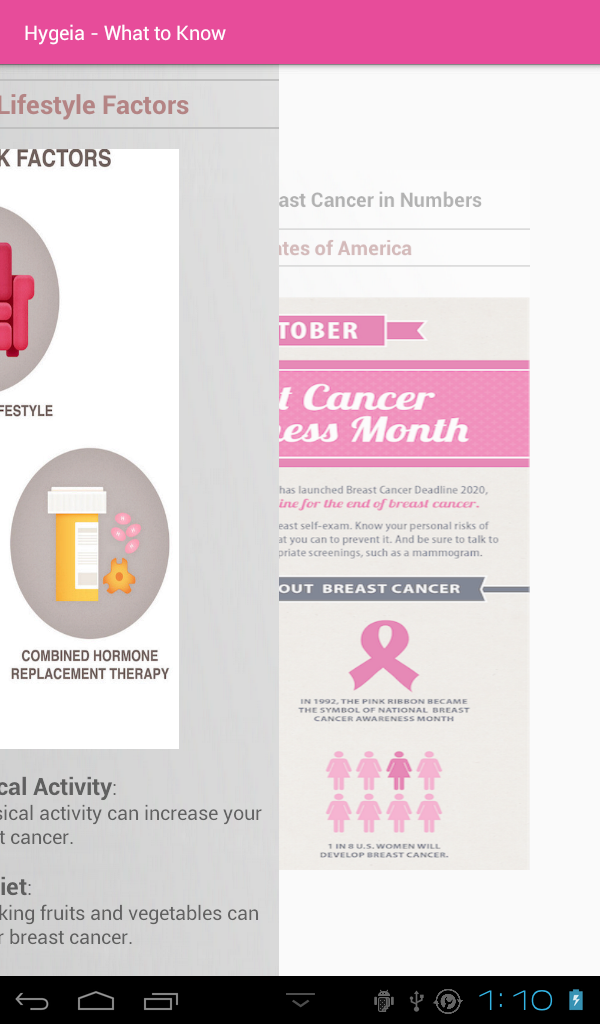 Hygeia - What to Know
Lifestyle Factors
K FACTORS
FESTYLE
COMBINED HORMONE
REPLACEMENT THERAPY
cal Activity:
sical activity can increase your
t cancer.
iet:
king fruits and vegetables can
r breast cancer.
ast Cancer in Numbers
ates of America
TOBER
t Cancer
ness Month
has launched Breast Cancer Deadline 2020,
ine for the end of breast cancer.
east self-exam. Know your personal risks of
at you can to prevent it. And be sure to talk to
priate screenings, such as a mammogram.
OUT BREAST CANCER
IN 1992, THE PINK RIBBON BECAME
THE SYMBOL OF NATIONAL BREAST
CANCER AWARENESS MONTH
1 IN 8 U.S. WOMEN WILL
DEVELOP BREAST CANCER.
1:10